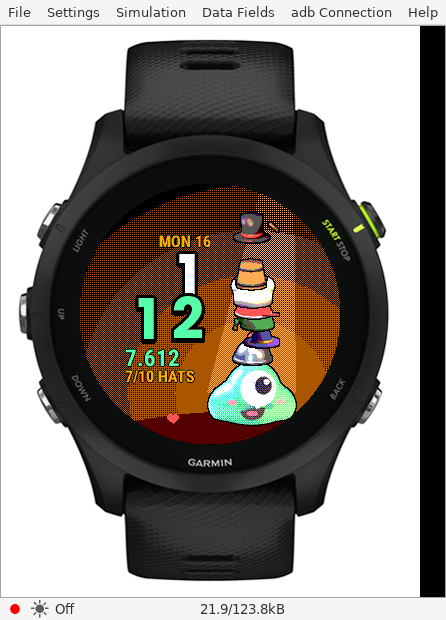 File Settings Simulation Data Fields adb Connection Help
LIGHT
START STOP
MON 16
1
12
UP
7.612
7/10 HATS
DOWN
BACK
GARMIN
Off 21.9/123.8kB